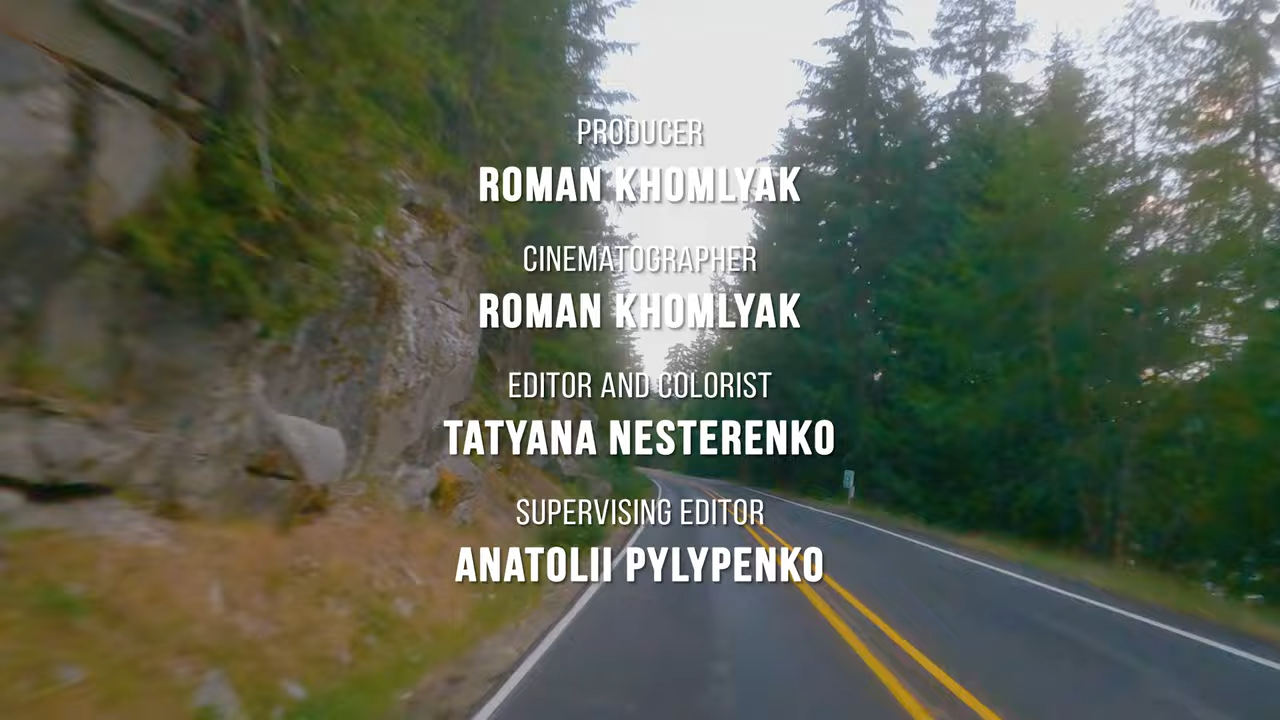 PRODUCER
ROMAN KHOMLYAK
CINEMATOGRAPHER
ROMAN KHOMLYAK
EDITOR AND COLORIST
TATYANA NESTERENKO
SUPERVISING EDITOR
ANATOLII PYLYPENKO